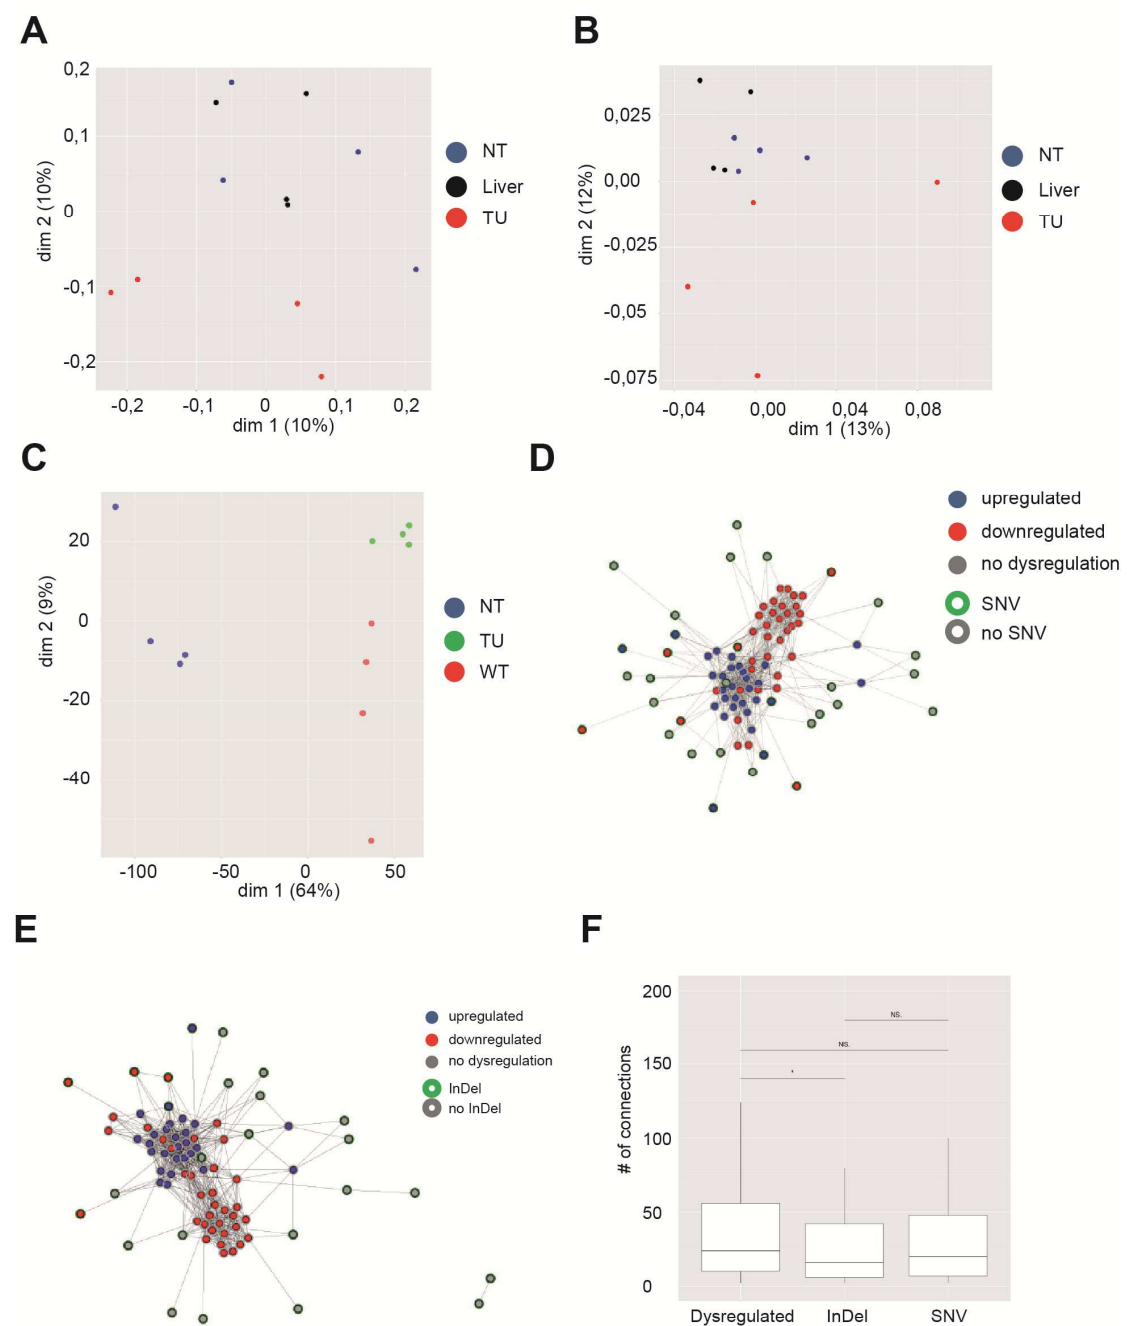 A
0,2
0,1
0
-0,1
-0,2
dim 2 (10%)
-0,2
-0,1
0
0,1
0,2
dim 1 (10%)
NT
Liver
TU
B
0,025
0,00
-0,025
-0,05
-0,075
dim 2 (12%)
-0,04
0,00
0,04
0,08
dim 1 (13%)
NT
Liver
TU
C
20
0
-20
-40
dim 2 (9%)
-100
-50
0
50
dim 1 (64%)
NT
TU
WT
D
upregulated
downregulated
no dysregulation
SNV
no SNV
E
upregulated
downregulated
no dysregulation
InDel
no InDel
F
200
150
100
50
0
# of connections
NS.
NS.
*
Dysregulated
InDel
SNV